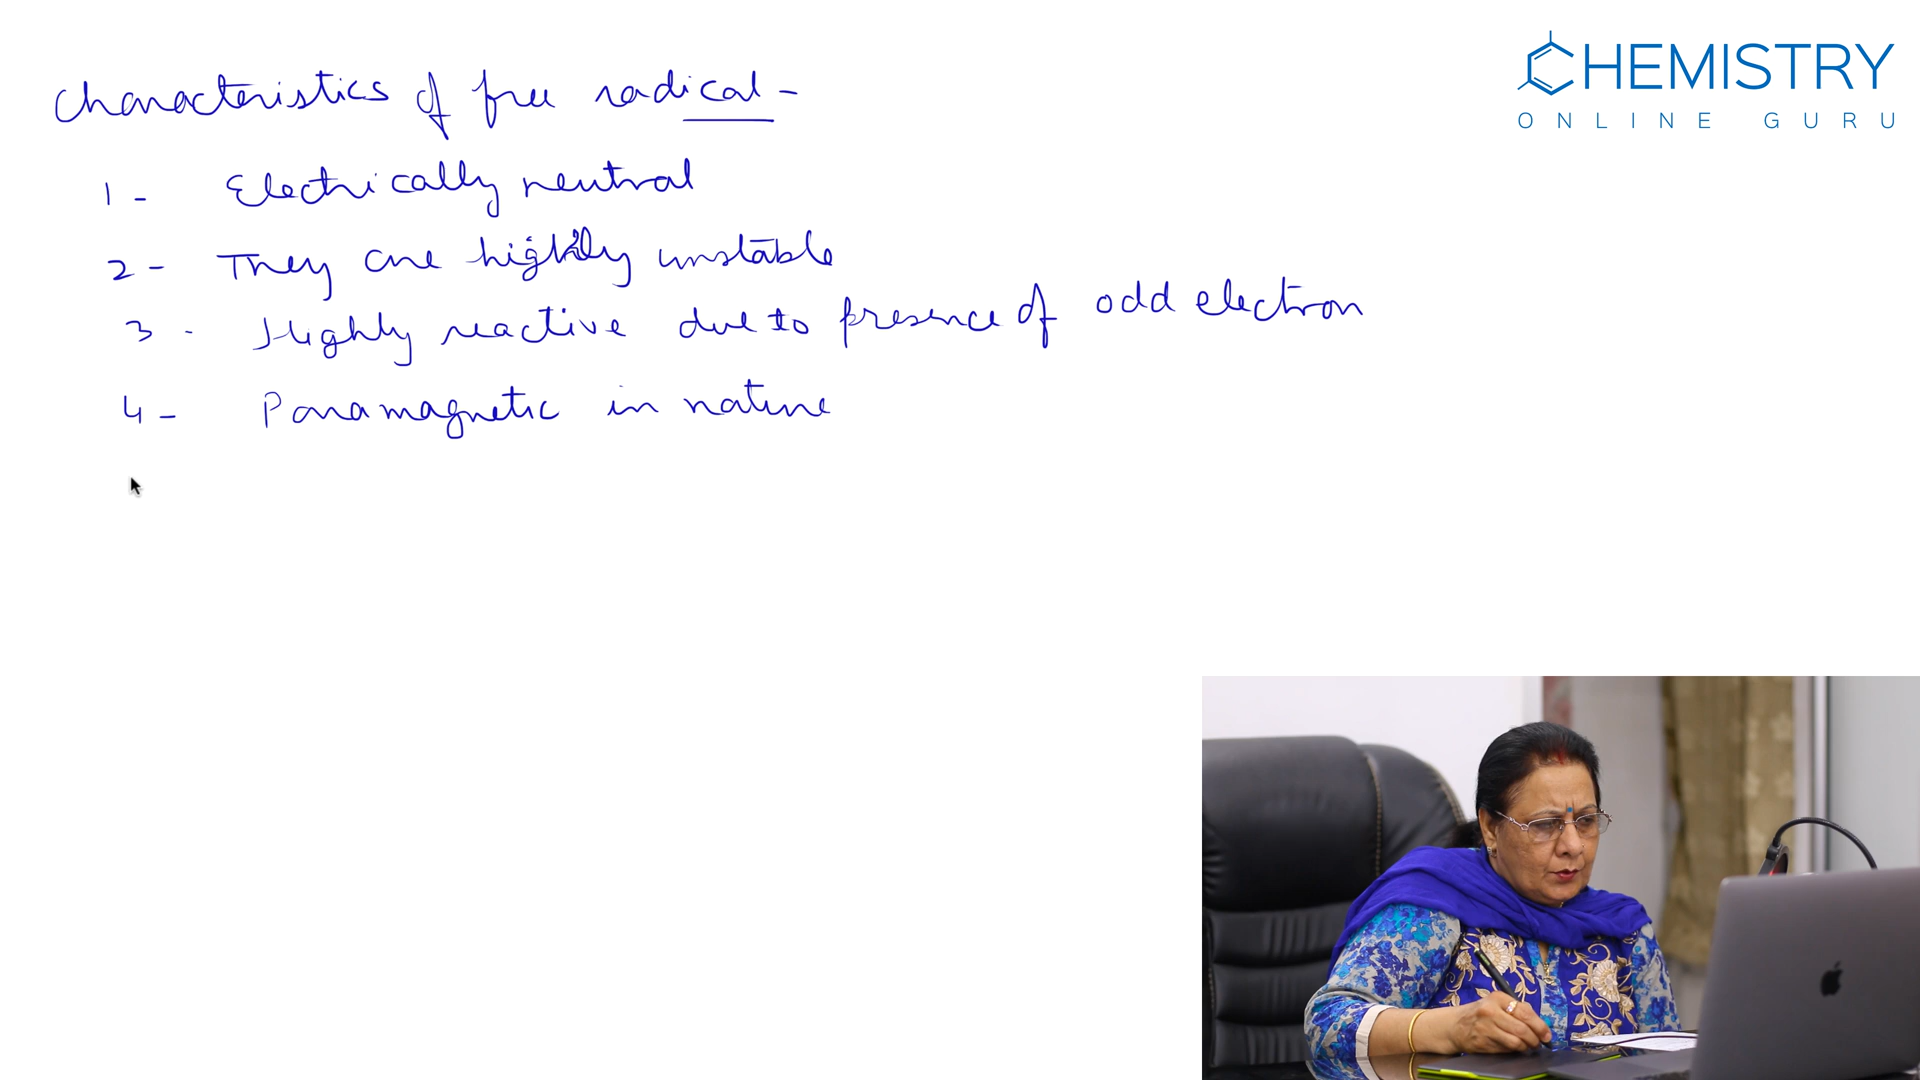 Characteristics of free radical -
CHEMISTRY
ONLINE GURU
1 - Electrically neutral
2 - They are highly unstable
3 - Highly reactive due to presence of odd electron
4 - Paramagnetic in nature